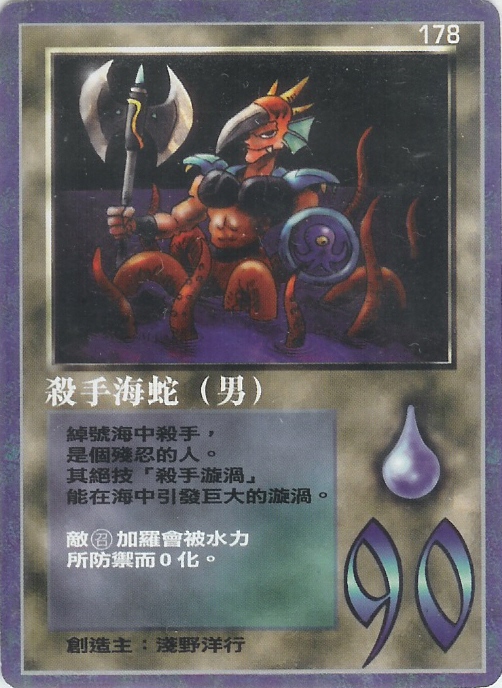 178
殺手海蛇（男）
綽號海中殺手，
是個殘忍的人。
其絕技「殺手漩渦」
能在海中引發巨大的漩渦。
敵㊁加羅會被水力
所防禦而0化。
90
創造主：淺野洋行